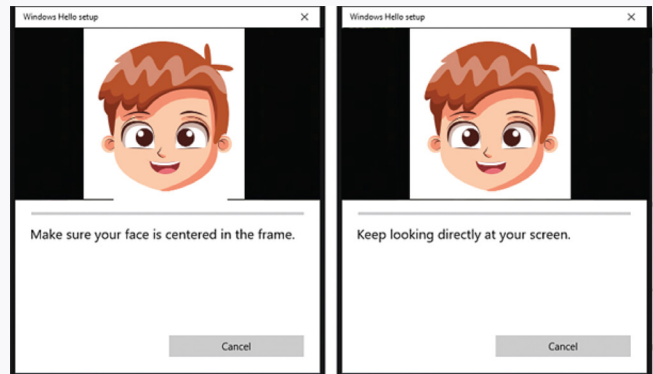 Windows Hello setup
Make sure your face is centered in the frame.
Cancel
Windows Hello setup
Keep looking directly at your screen.
Cancel